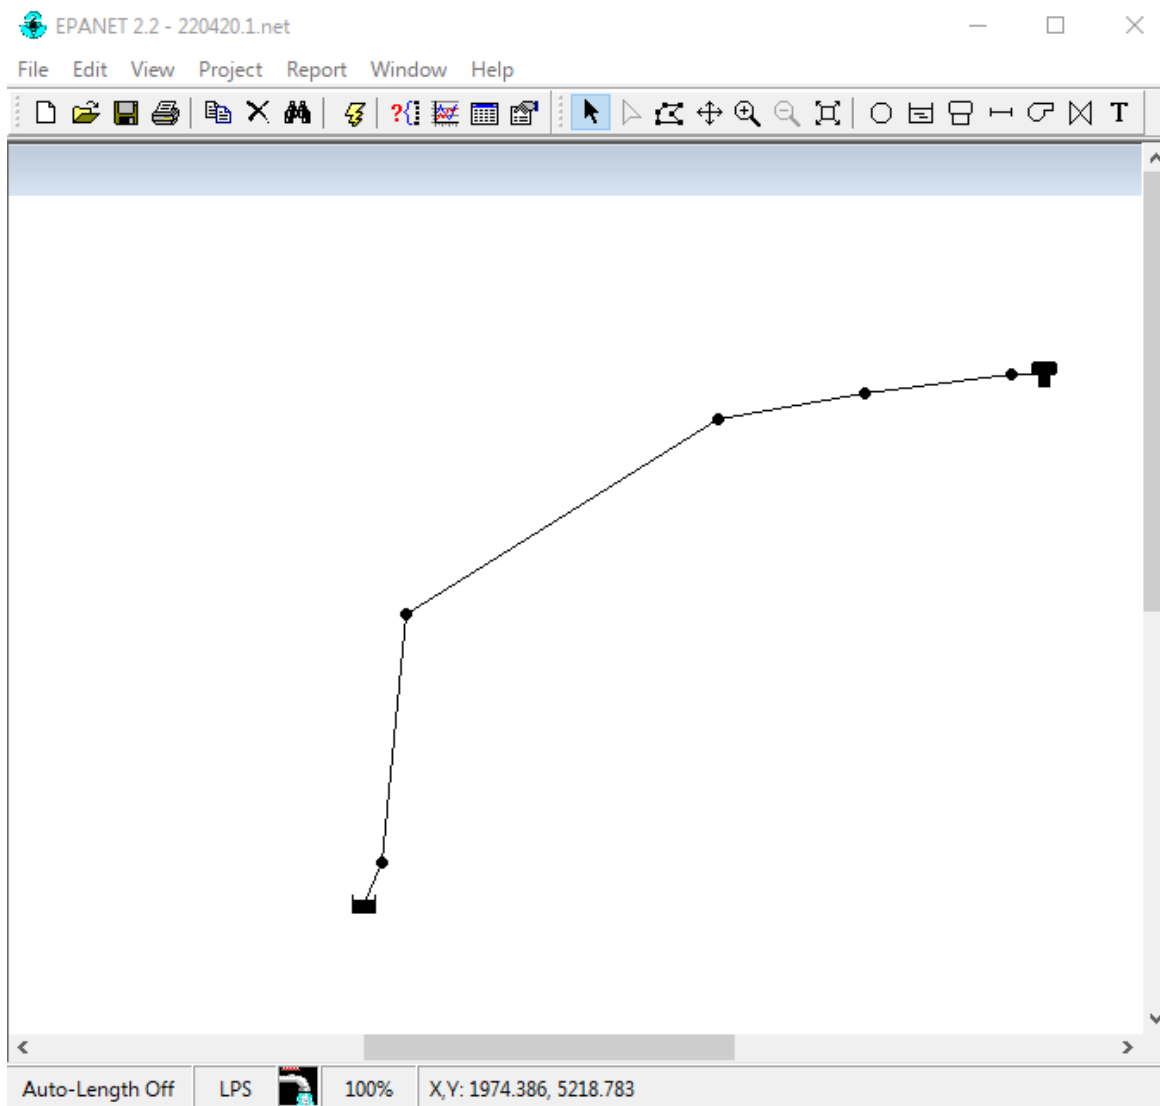 EPANET 2.2 - 220420.1.net
File Edit View Project Report Window Help
T
Auto-Length Off LPS 100% X,Y: 1974.386, 5218.783